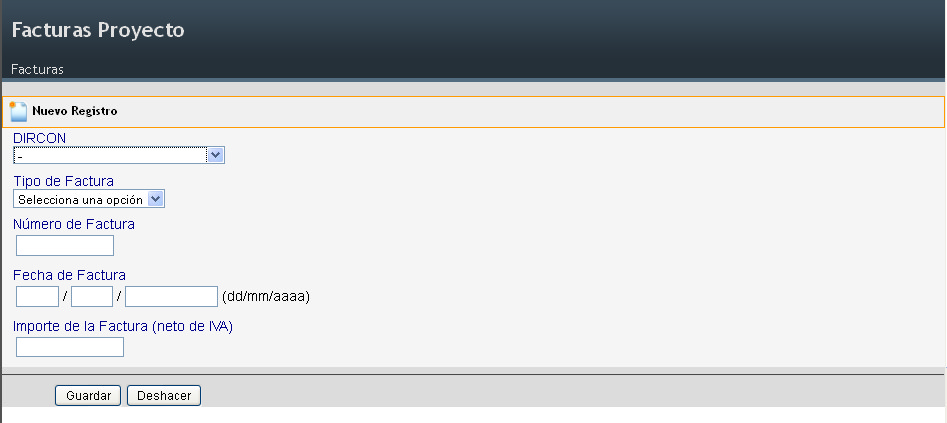 Facturas Proyecto
Facturas
Nuevo Registro
DIRCON
-
Tipo de Factura
Selecciona una opción
Número de Factura
Fecha de Factura
/ / (dd/mm/aaaa)
Importe de la Factura (neto de IVA)
Guardar Deshacer